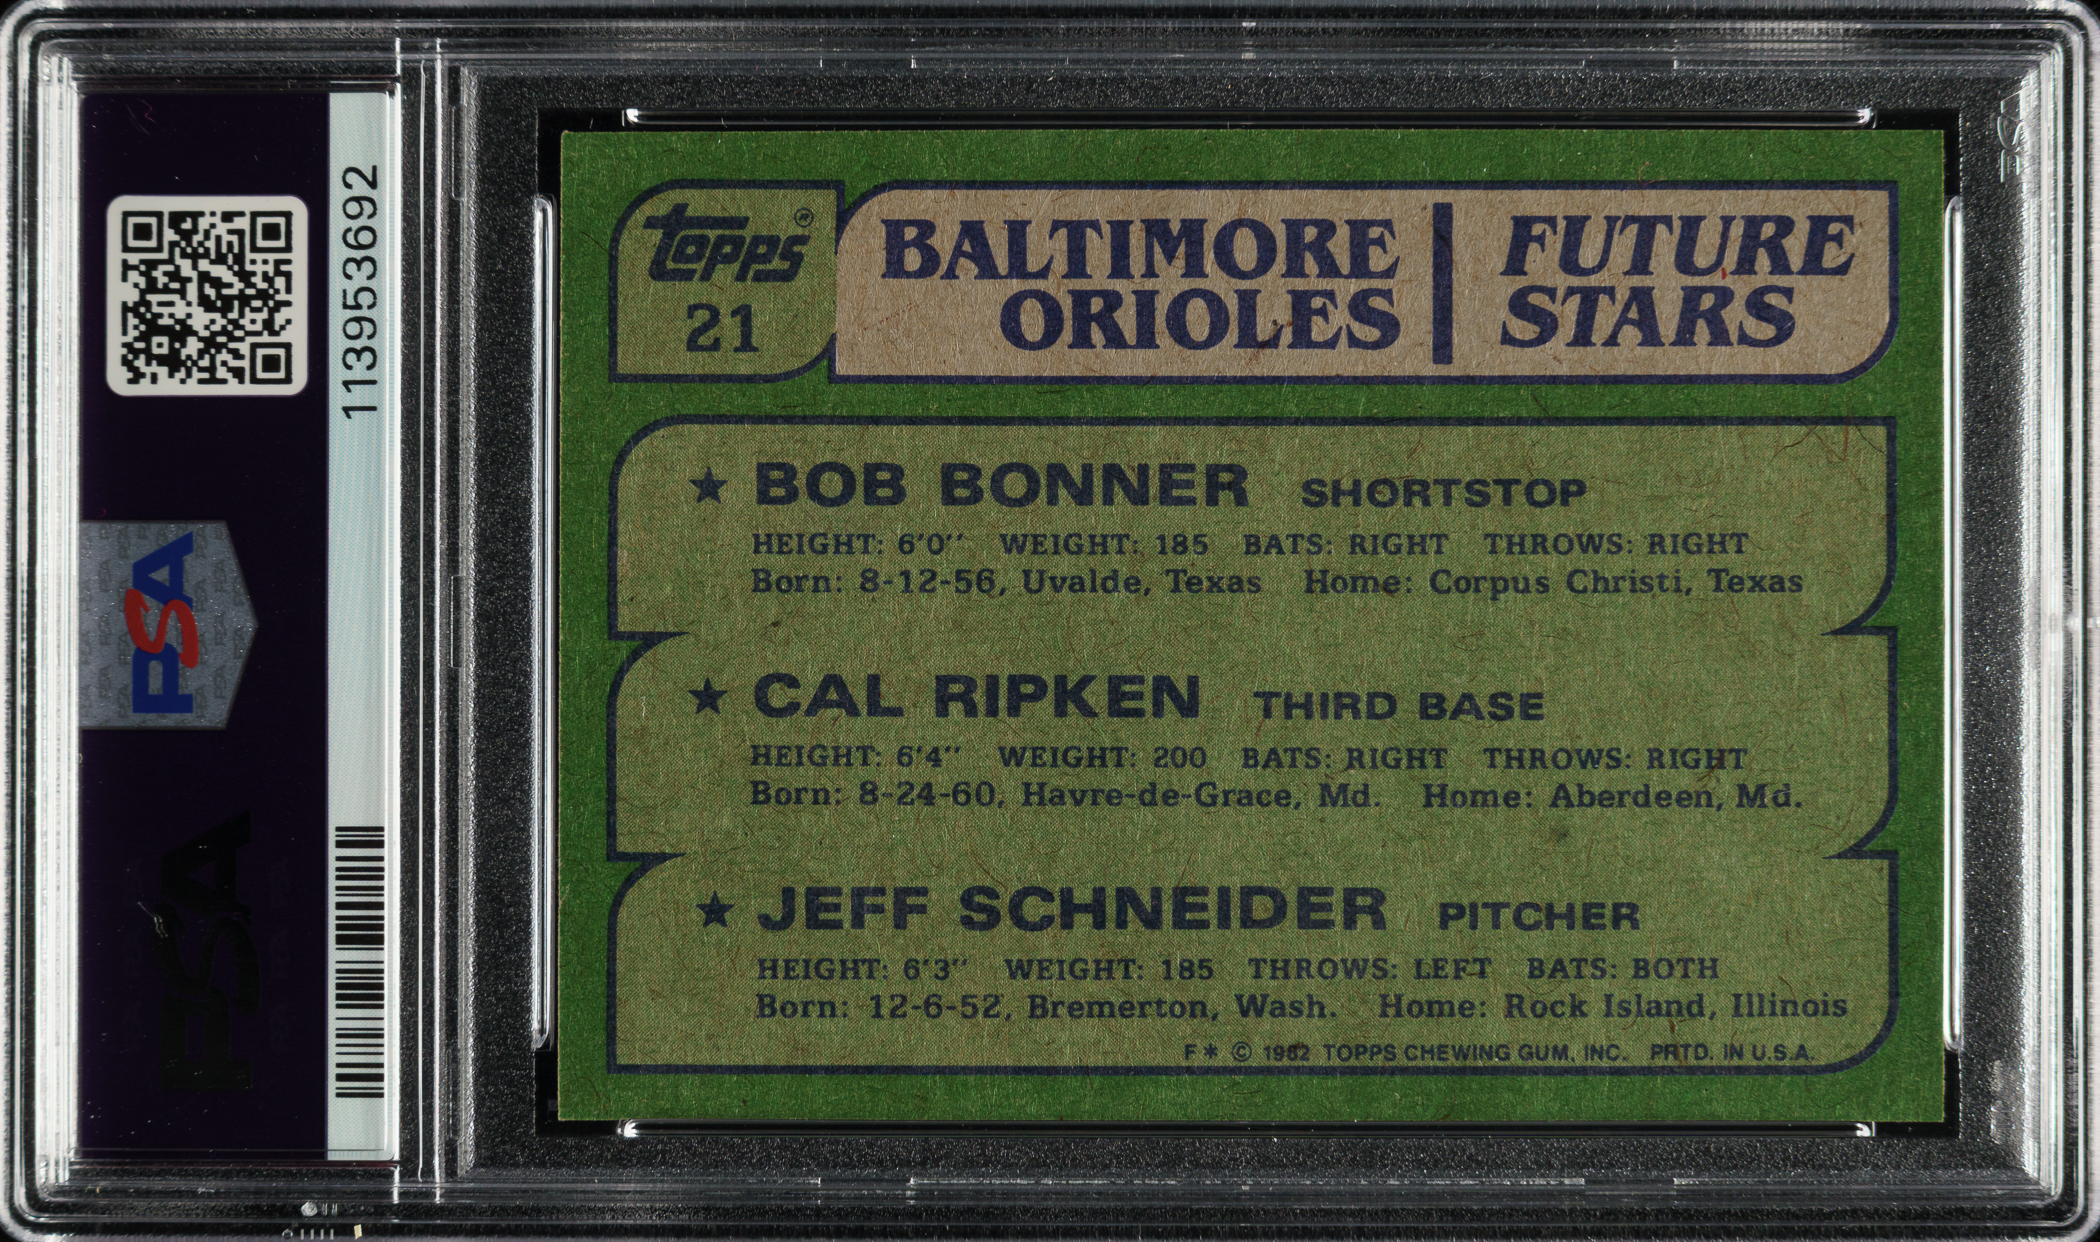 113953692
PSA
topps®
21
BALTIMORE
ORIOLES
FUTURE
STARS
★ BOB BONNER SHORTSTOP
HEIGHT: 6'0" WEIGHT: 185 BATS: RIGHT THROWS: RIGHT
Born: 8-12-56, Uvalde, Texas Home: Corpus Christi, Texas
★ CAL RIPKEN THIRD BASE
HEIGHT: 6'4" WEIGHT: 200 BATS: RIGHT THROWS: RIGHT
Born: 8-24-60, Havre-de-Grace, Md. Home: Aberdeen, Md.
★ JEFF SCHNEIDER PITCHER
HEIGHT: 6'3" WEIGHT: 185 THROWS: LEFT BATS: BOTH
Born: 12-6-52, Bremerton, Wash. Home: Rock Island, Illinois
F* © 1982 TOPPS CHEWING GUM, INC. PRTD. IN U.S.A.
PSA
PSA